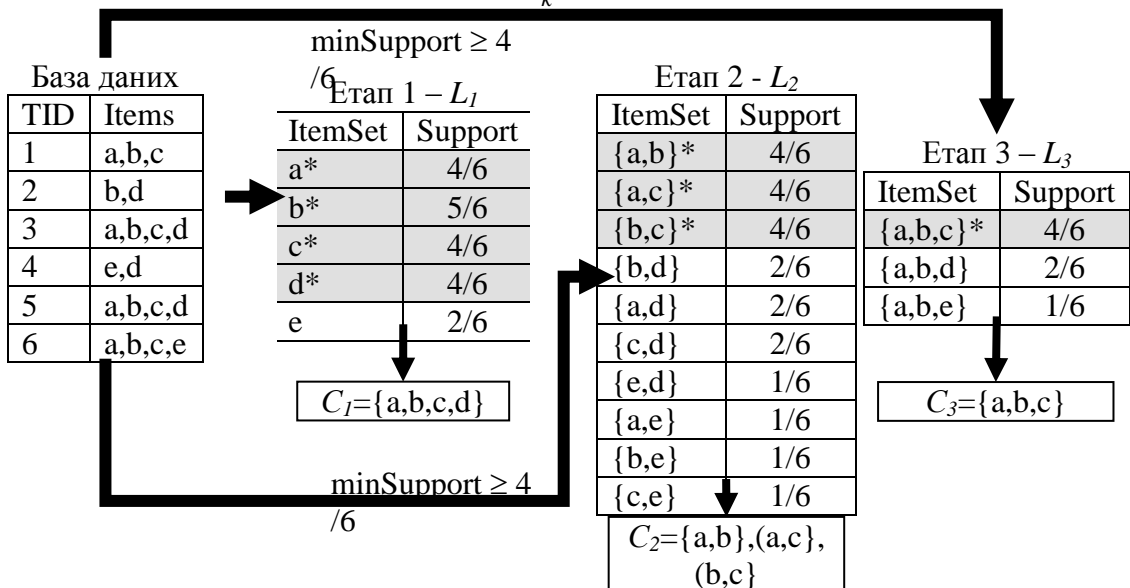 k
minSupport ≥ 4
/6
База даних
TID Items
1 a,b,c
2 b,d
3 a,b,c,d
4 e,d
5 a,b,c,d
6 a,b,c,e
Етап 1 – L1
ItemSet Support
a* 4/6
b* 5/6
c* 4/6
d* 4/6
e 2/6
C1={a,b,c,d}
minSupport ≥ 4
/6
Етап 2 - L2
ItemSet Support
{a,b}* 4/6
{a,c}* 4/6
{b,c}* 4/6
{b,d} 2/6
{a,d} 2/6
{c,d} 2/6
{e,d} 1/6
{a,e} 1/6
{b,e} 1/6
{c,e} 1/6
C2={a,b},(a,c},
(b,c}
Етап 3 – L3
ItemSet Support
{a,b,c}* 4/6
{a,b,d} 2/6
{a,b,e} 1/6
C3={a,b,c}